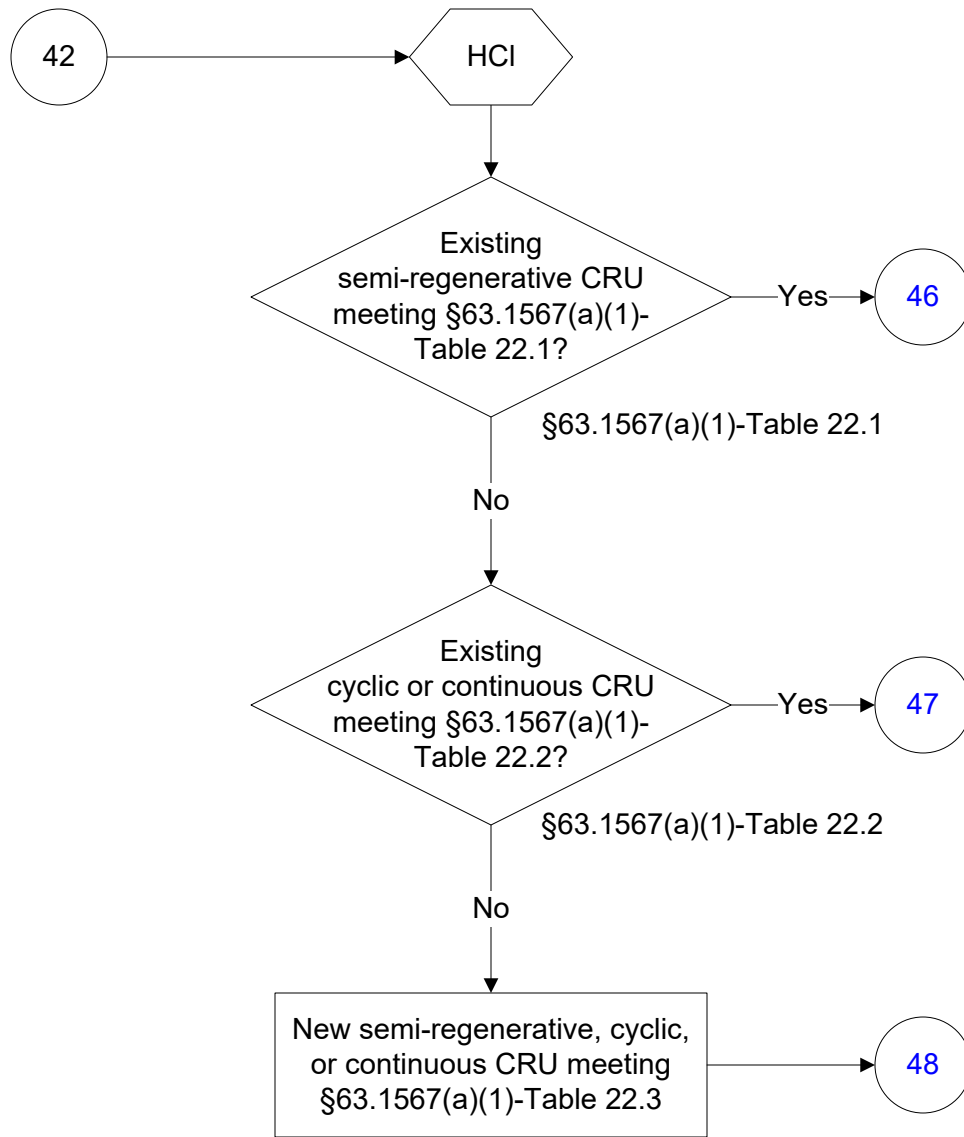 42
HCl
Existing
semi-regenerative CRU
meeting §63.1567(a)(1)-
Table 22.1?
Yes
46
§63.1567(a)(1)-Table 22.1
No
Existing
cyclic or continuous CRU
meeting §63.1567(a)(1)-
Table 22.2?
Yes
47
§63.1567(a)(1)-Table 22.2
No
New semi-regenerative, cyclic,
or continuous CRU meeting
§63.1567(a)(1)-Table 22.3
48